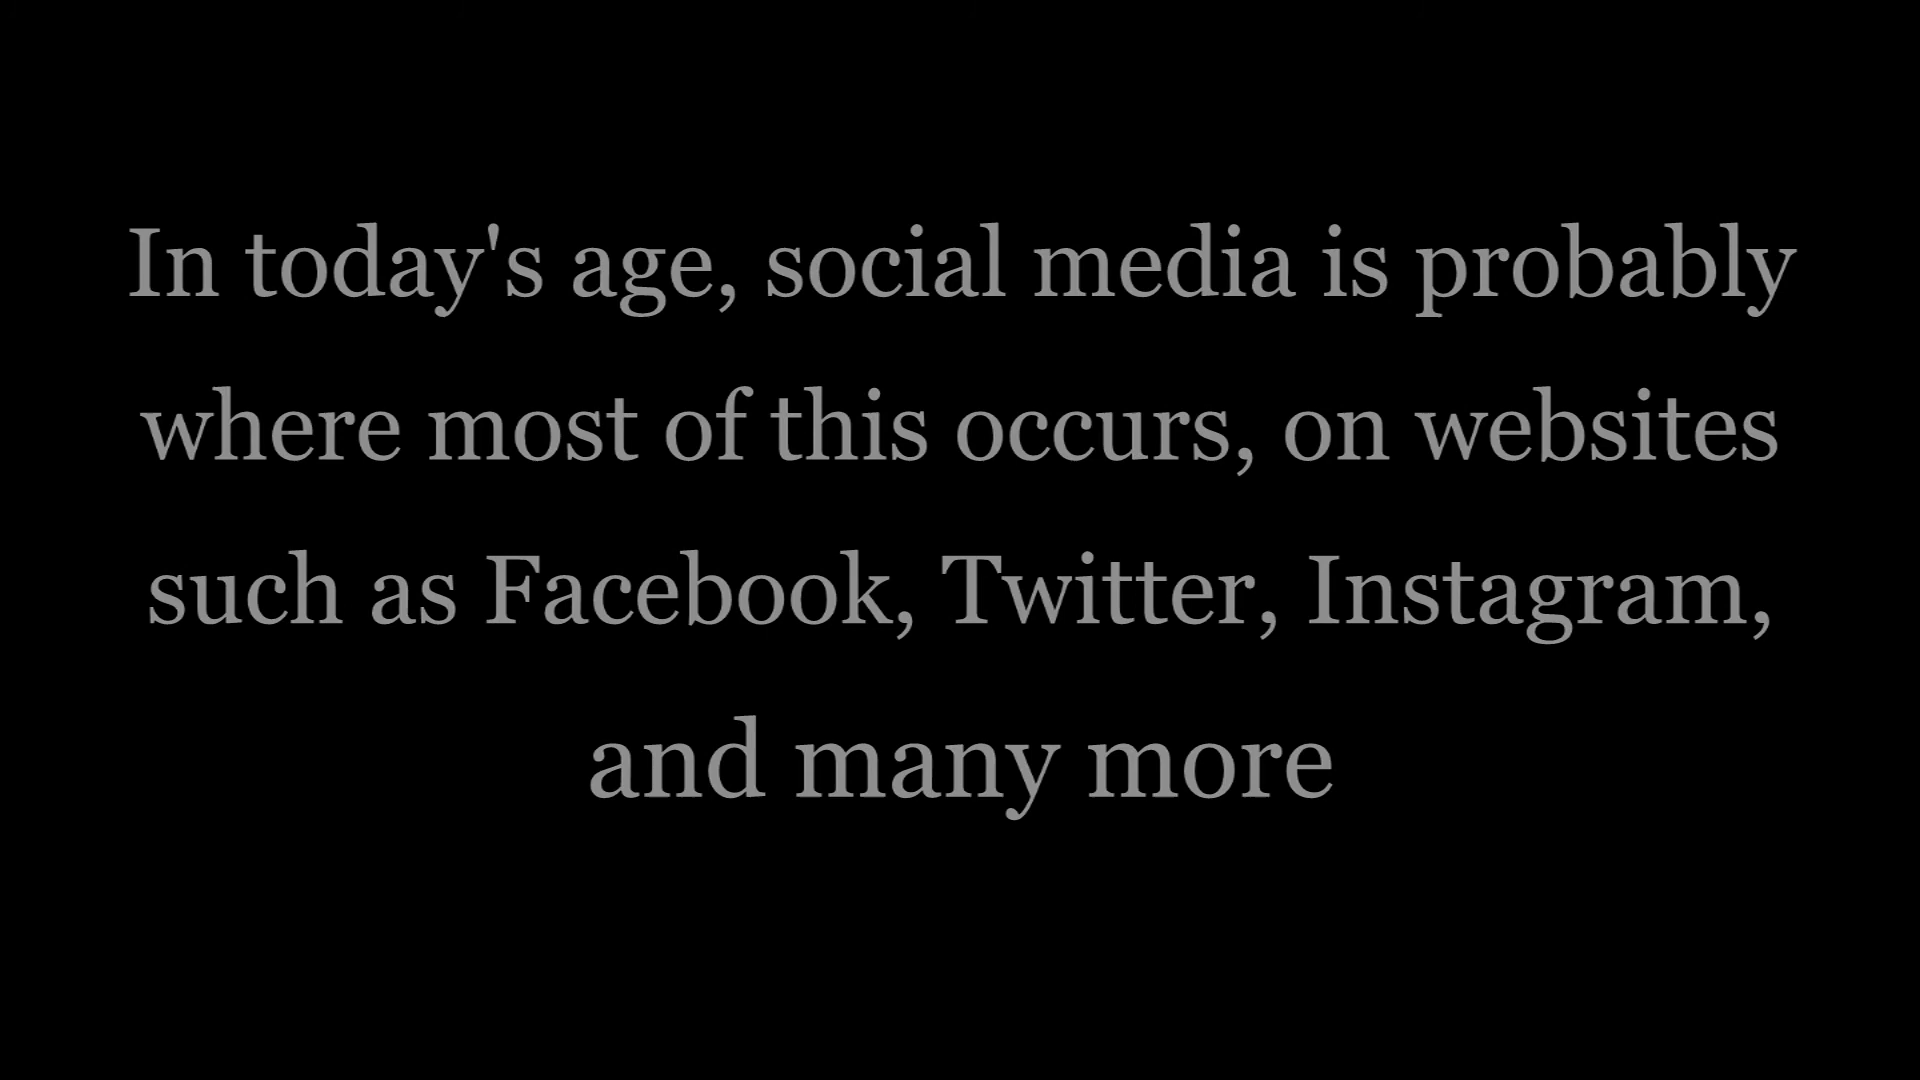 In today's age, social media is probably
where most of this occurs, on websites
such as Facebook, Twitter, Instagram,
and many more